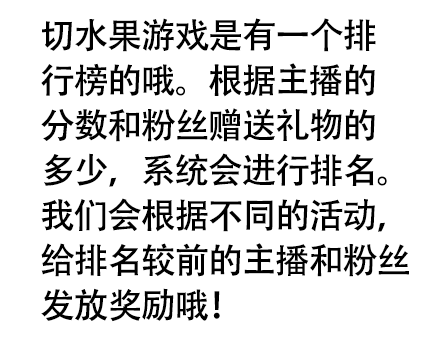 切水果游戏是有一个排
行榜的哦。根据主播的
分数和粉丝赠送礼物的
多少，系统会进行排名。
我们会根据不同的活动,
给排名较前的主播和粉丝
发放奖励哦！